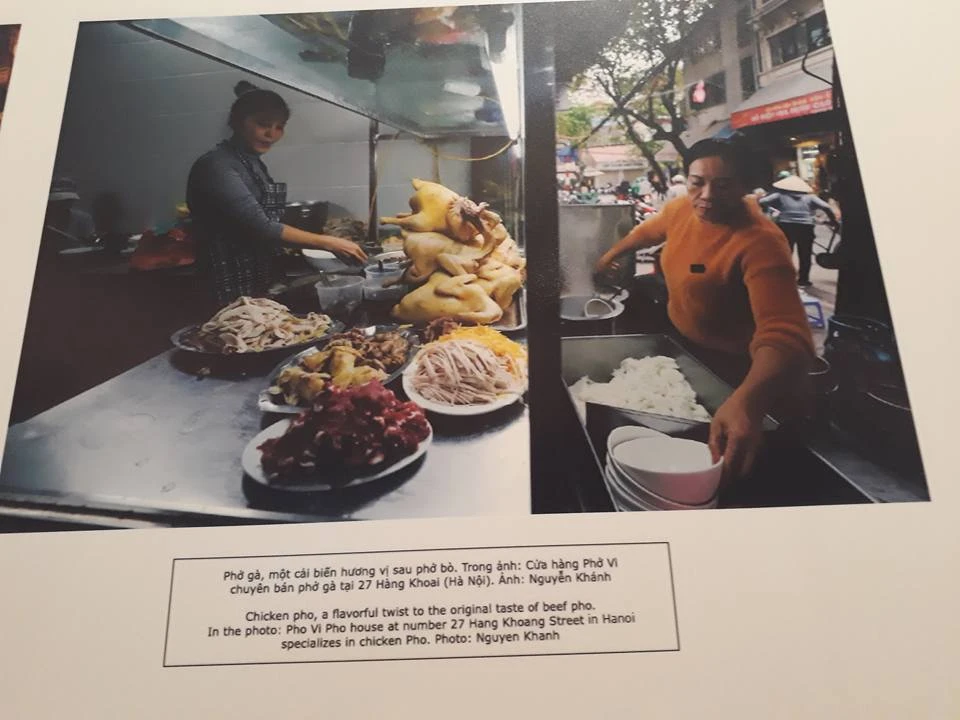 Phở gà, một cái biến hương vị sau phở bò. Trong ảnh: Cửa hàng Phở Vi
chuyên bán phở gà tại 27 Hàng Khoai (Hà Nội). Ảnh: Nguyễn Khánh
Chicken pho, a flavorful twist to the original taste of beef pho.
In the photo: Pho Vi Pho house at number 27 Hang Khoang Street in Hanoi
specializes in chicken Pho. Photo: Nguyen Khanh